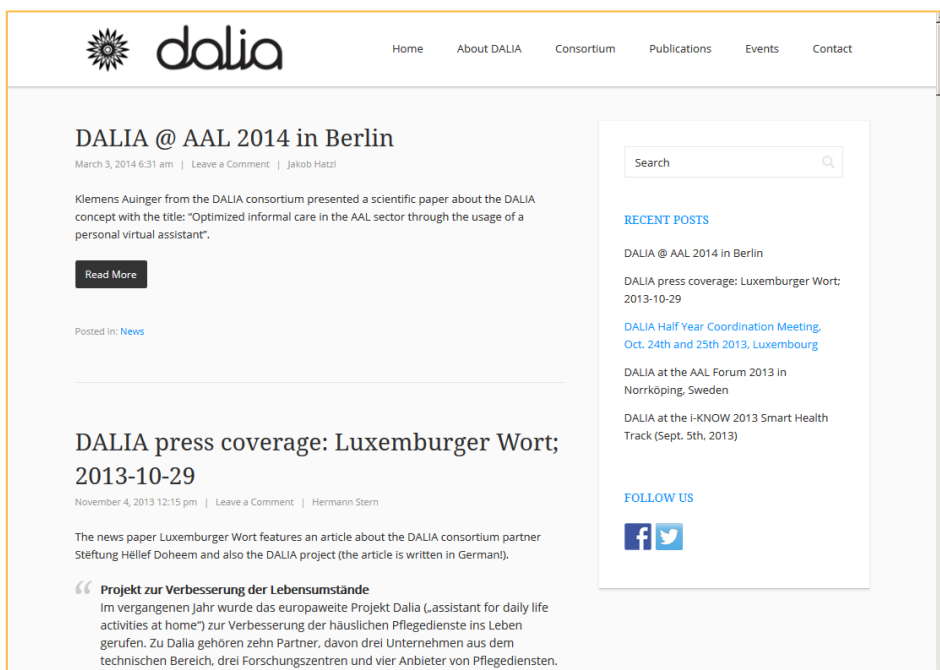 dalia
Home About DALIA Consortium Publications Events Contact
DALIA @ AAL 2014 in Berlin
March 3, 2014 6:31 am | Leave a Comment | Jakob Hatzl
Klemens Auinger from the DALIA consortium presented a scientific paper about the DALIA
concept with the title: “Optimized informal care in the AAL sector through the usage of a
personal virtual assistant”.
Read More
Posted in: News
DALIA press coverage: Luxemburger Wort;
2013-10-29
November 4, 2013 12:15 pm | Leave a Comment | Hermann Stern
The news paper Luxemburger Wort features an article about the DALIA consortium partner
Stëftung Hëllef Doheem and also the DALIA project (the article is written in German!).
“ Projekt zur Verbesserung der Lebensumstände
Im vergangenen Jahr wurde das europaweite Projekt Dalia („assistant for daily life
activities at home“) zur Verbesserung der häuslichen Pflegedienste ins Leben
gerufen. Zu Dalia gehören zehn Partner, davon drei Unternehmen aus dem
technischen Bereich, drei Forschungszentren und vier Anbieter von Pflegediensten.
Search
RECENT POSTS
DALIA @ AAL 2014 in Berlin
DALIA press coverage: Luxemburger Wort;
2013-10-29
DALIA Half Year Coordination Meeting,
Oct. 24th and 25th 2013, Luxembourg
DALIA at the AAL Forum 2013 in
Norrköping, Sweden
DALIA at the i-KNOW 2013 Smart Health
Track (Sept. 5th, 2013)
FOLLOW US